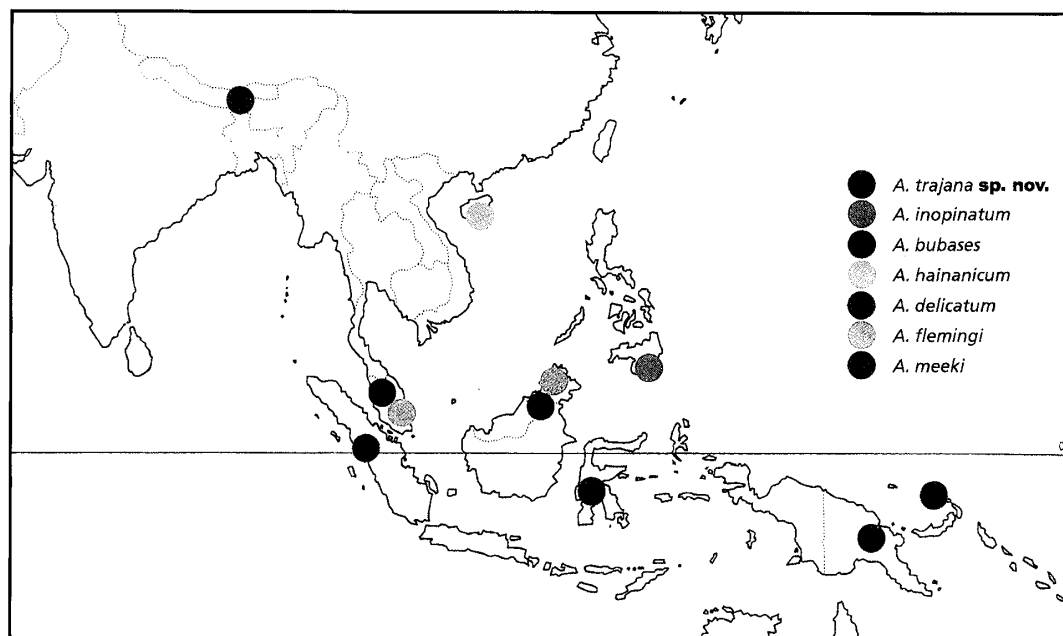 A. trajana sp. nov.
A. inopinatum
A. bubases
A. hainanicum
A. delicatum
A. flemingi
A. meeki